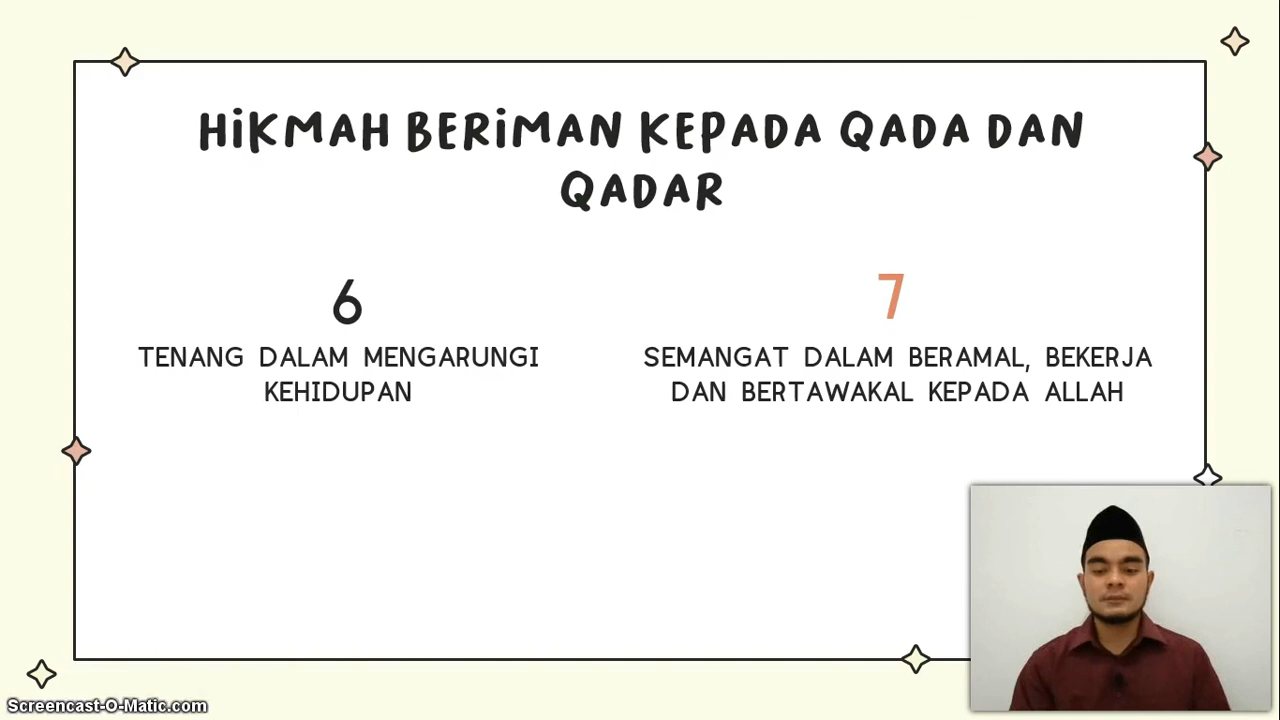 HIKMAH BERIMAN KEPADA QADA DAN
QADAR
6
TENANG DALAM MENGARUNGI
KEHIDUPAN
7
SEMANGAT DALAM BERAMAL, BEKERJA
DAN BERTAWAKAL KEPADA ALLAH
Screencast-O-Matic.com